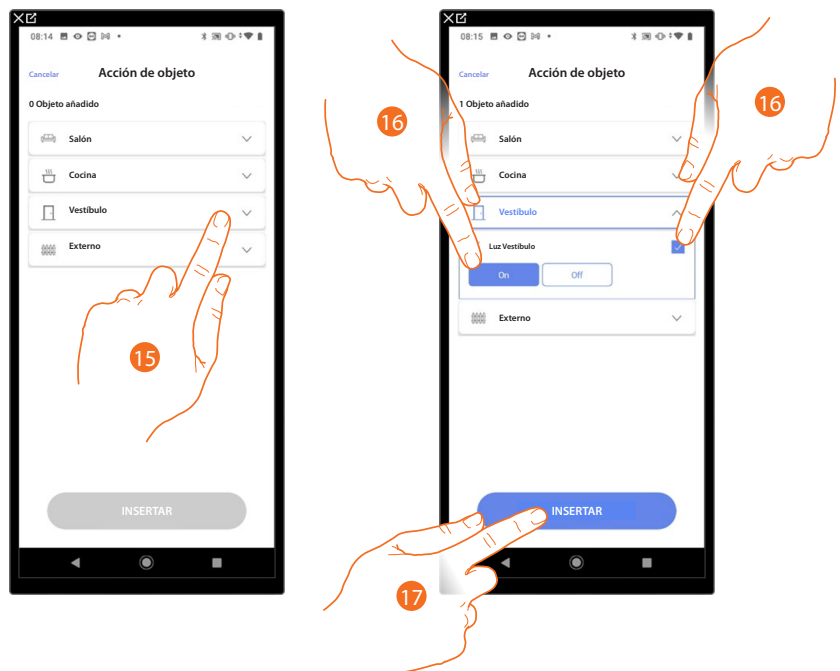 08:14
Cancelar Acción de objeto
0 Objeto añadido
Salón
Cocina
Vestíbulo
Externo
15
INSERTAR
08:15
Cancelar Acción de objeto
1 Objeto añadido
16
16
Salón
Cocina
Vestíbulo
Luz Vestíbulo
On Off
Externo
INSERTAR
17